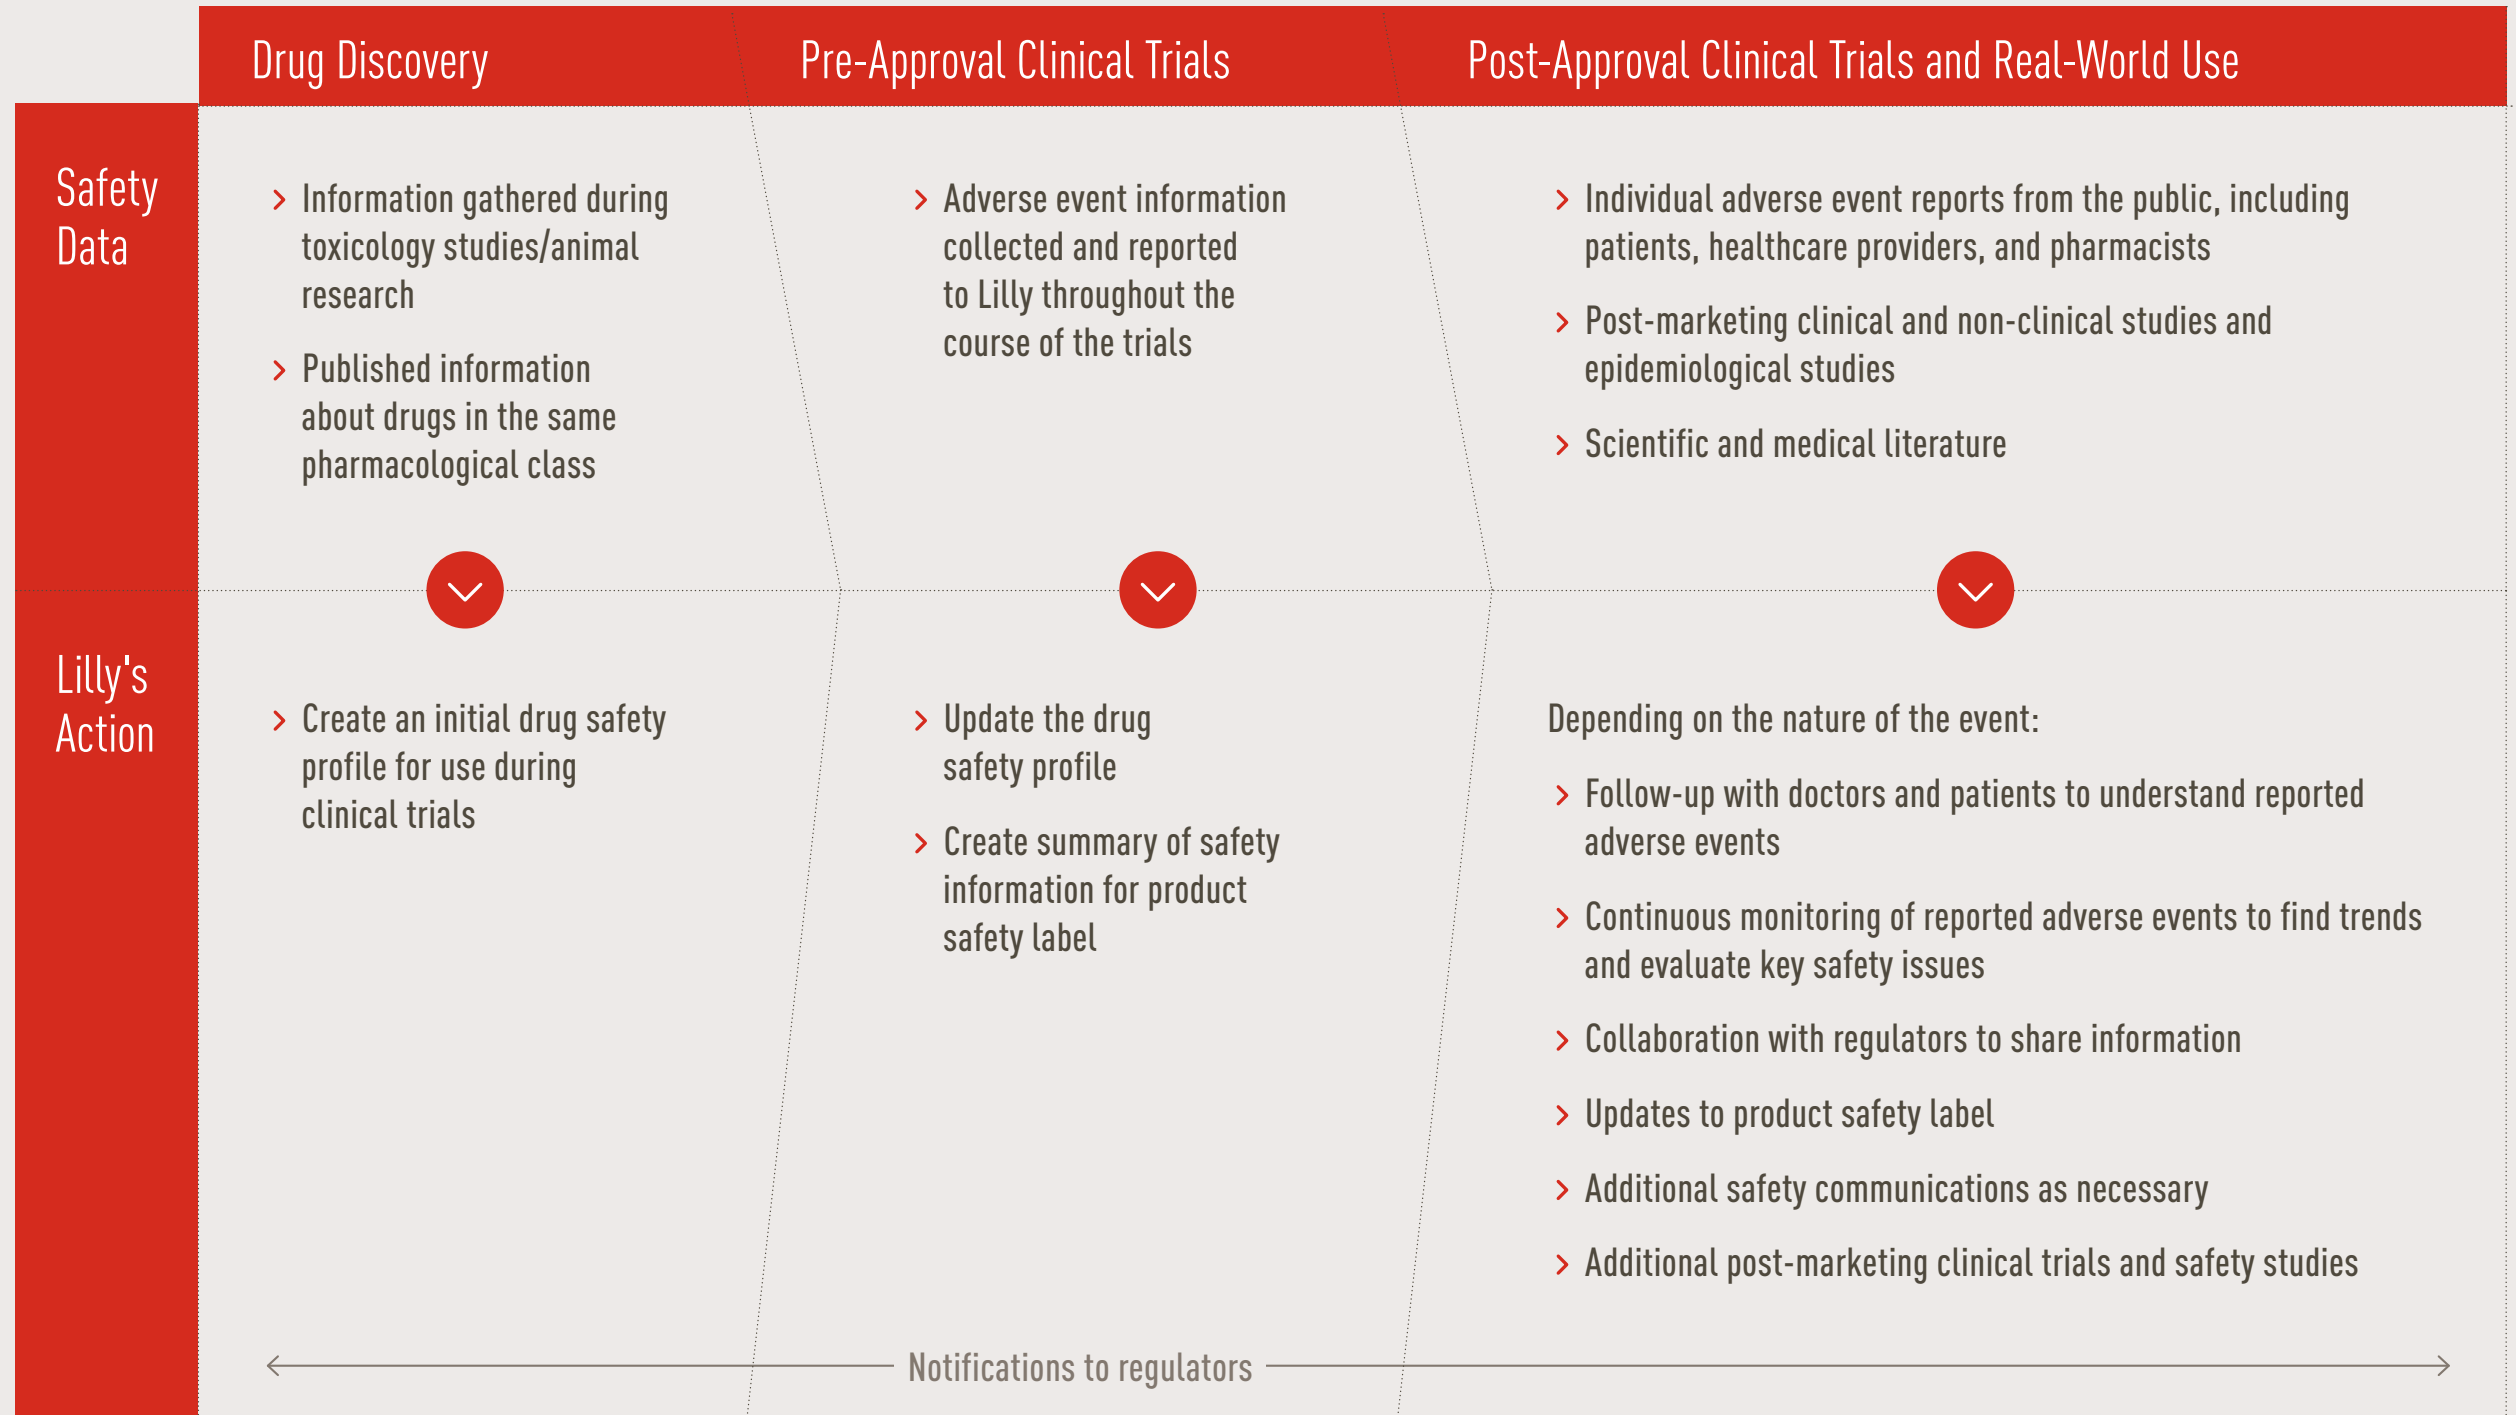 Drug Discovery
Pre-Approval Clinical Trials
Post-Approval Clinical Trials and Real-World Use
Safety
Data
Information gathered during
toxicology studies/animal
research
Published information
about drugs in the same
pharmacological class
Adverse event information
collected and reported
to Lilly throughout the
course of the trials
Individual adverse event reports from the public, including
patients, healthcare providers, and pharmacists
Post-marketing clinical and non-clinical studies and
epidemiological studies
Scientific and medical literature
Lilly's
Action
Create an initial drug safety
profile for use during
clinical trials
Update the drug
safety profile
Create summary of safety
information for product
safety label
Depending on the nature of the event:
Follow-up with doctors and patients to understand reported
adverse events
Continuous monitoring of reported adverse events to find trends
and evaluate key safety issues
Collaboration with regulators to share information
Updates to product safety label
Additional safety communications as necessary
Additional post-marketing clinical trials and safety studies
Notifications to regulators